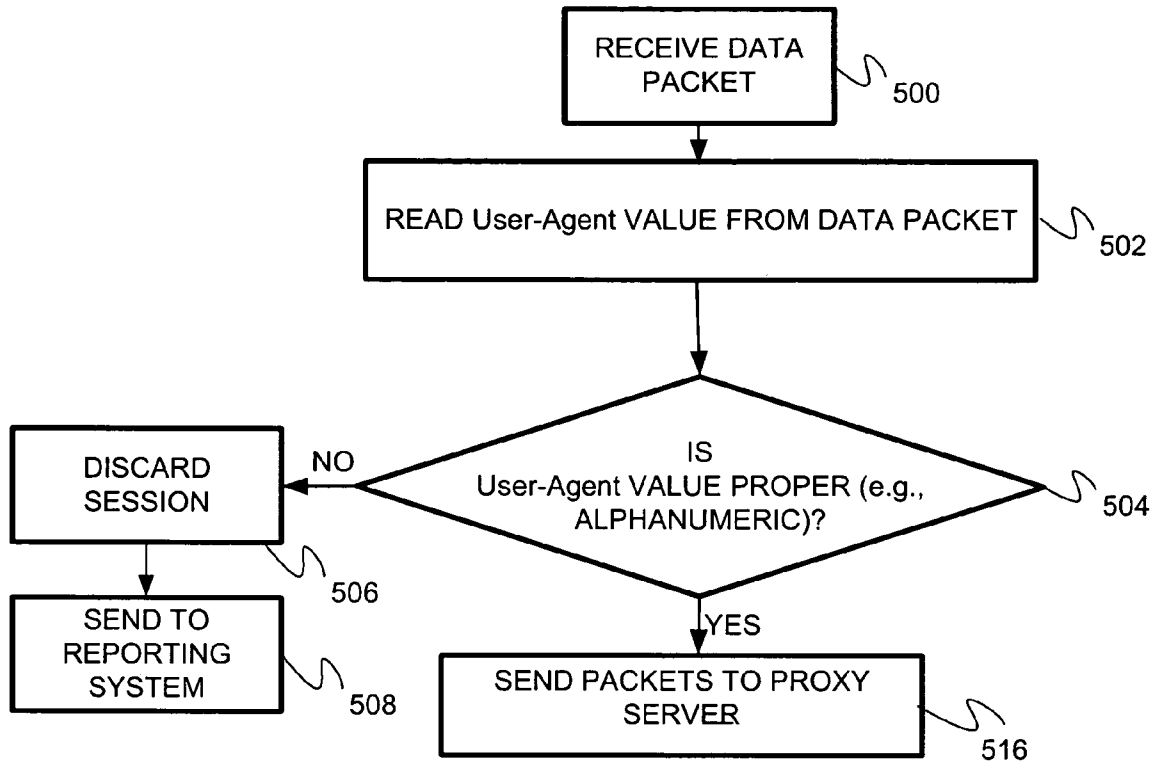 RECEIVE DATA
PACKET
500
READ User-Agent VALUE FROM DATA PACKET
502
IS
User-Agent VALUE PROPER (e.g.,
ALPHANUMERIC)?
504
NO
DISCARD
SESSION
506
SEND TO
REPORTING
SYSTEM
508
YES
SEND PACKETS TO PROXY
SERVER
516